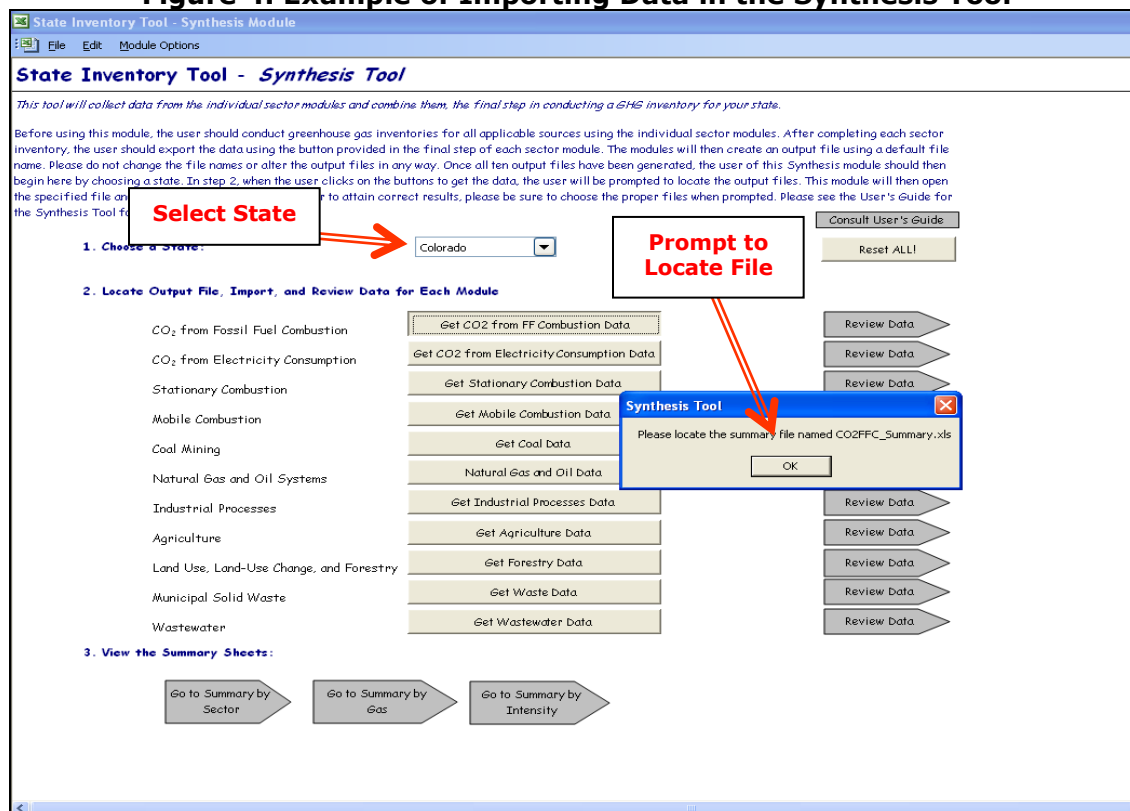 Figure 4. Example of Importing Data in the Synthesis Tool
State Inventory Tool - Synthesis Module
File Edit Module Options
State Inventory Tool - Synthesis Tool
This tool will collect data from the individual sector modules and combine them, the final step in conducting a GHG inventory for your state.
Before using this module, the user should conduct greenhouse gas inventories for all applicable sources using the individual sector modules. After completing each sector
inventory, the user should export the data using the button provided in the final step of each sector module. The modules will then create an output file using a default file
name. Please do not change the file names or alter the output files in any way. Once all ten output files have been generated, the user of this Synthesis module should then
begin here by choosing a state. In step 2, when the user clicks on the buttons to get the data, the user will be prompted to locate the output files. This module will then open
the specified file an to attain correct results, please be sure to choose the proper files when prompted. Please see the User's Guide for
the Synthesis Tool
Select State
Consult User's Guide
1. Choose a State:
Colorado
Prompt to
Locate File
Reset ALL!
2. Locate Output File, Import, and Review Data for Each Module
CO₂ from Fossil Fuel Combustion Get CO2 from FF Combustion Data Review Data
CO₂ from Electricity Consumption Get CO2 from Electricity Consumption Data Review Data
Stationary Combustion Get Stationary Combustion Data Review Data
Synthesis Tool
Mobile Combustion Get Mobile Combustion Data
Please locate the summary file named CO2FFC_Summary.xls
Coal Mining Get Coal Data
OK
Natural Gas and Oil Systems Natural Gas and Oil Data
Industrial Processes Get Industrial Processes Data Review Data
Agriculture Get Agriculture Data Review Data
Land Use, Land-Use Change, and Forestry Get Forestry Data Review Data
Municipal Solid Waste Get Waste Data Review Data
Wastewater Get Wastewater Data Review Data
3. View the Summary Sheets:
Go to Summary by
Sector
Go to Summary by
Gas
Go to Summary by
Intensity